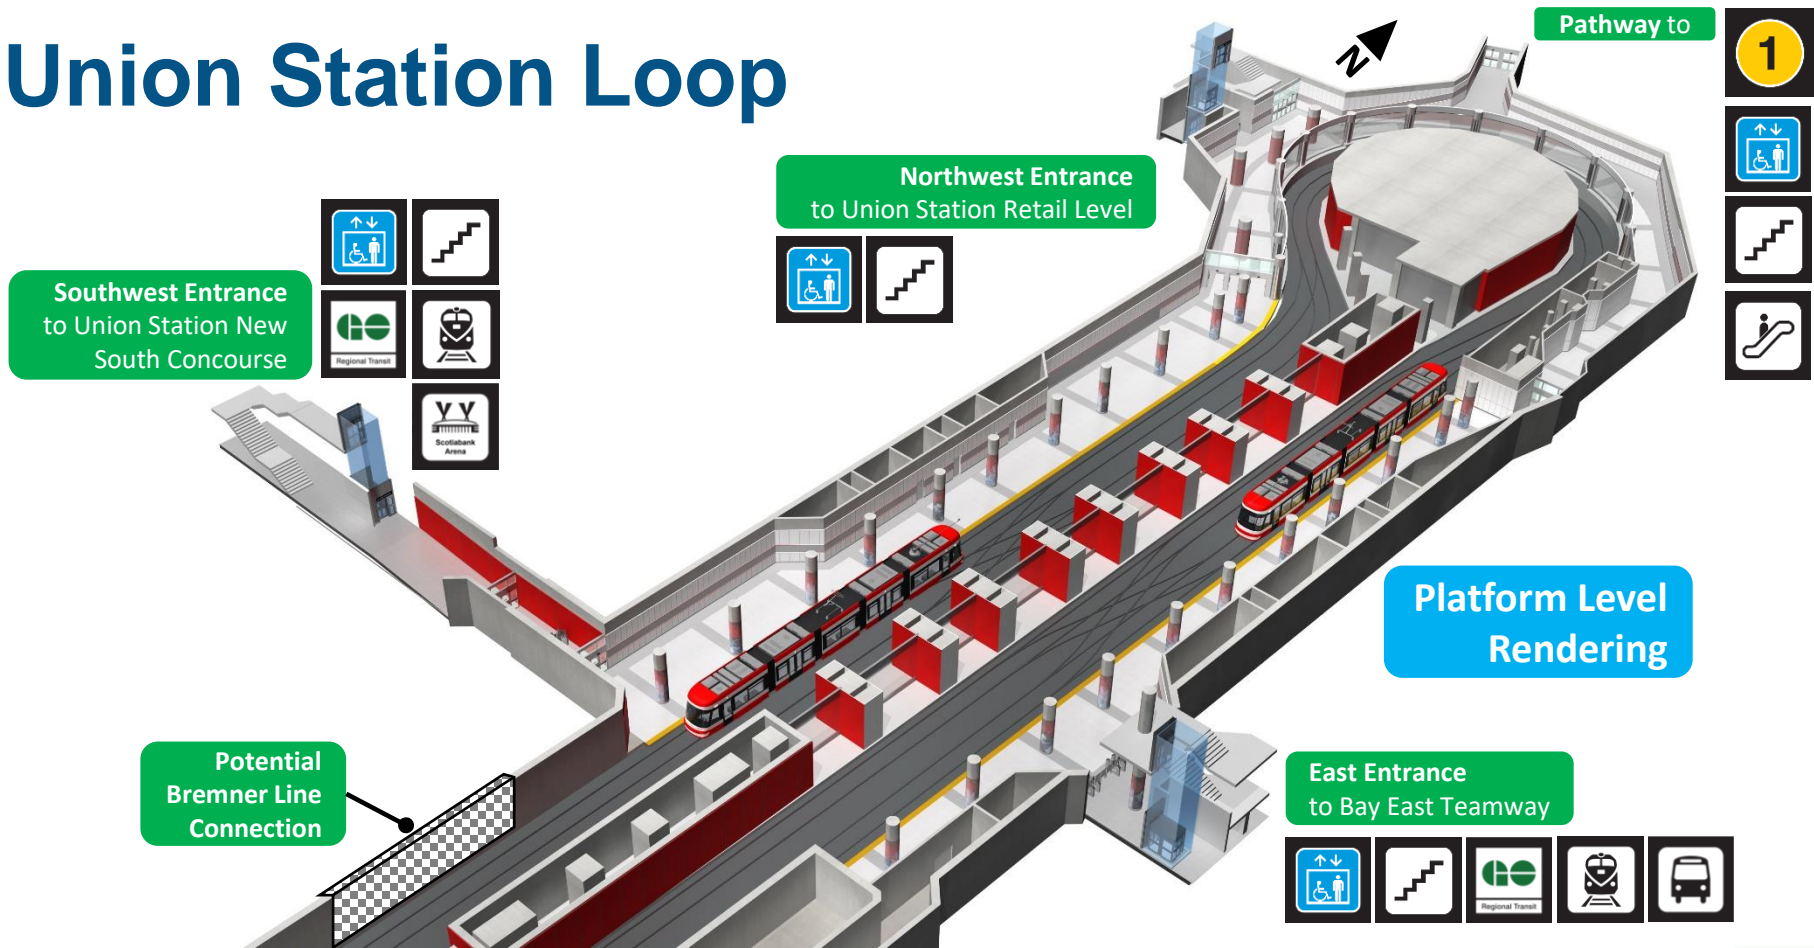 Union Station Loop
N
Pathway to
1
Northwest Entrance
to Union Station Retail Level
Southwest Entrance
to Union Station New
South Concourse
GO
Regional Transit
Scotiabank
Arena
Platform Level
Rendering
Potential
Bremner Line
Connection
East Entrance
to Bay East Teamway
GO
Regional Transit